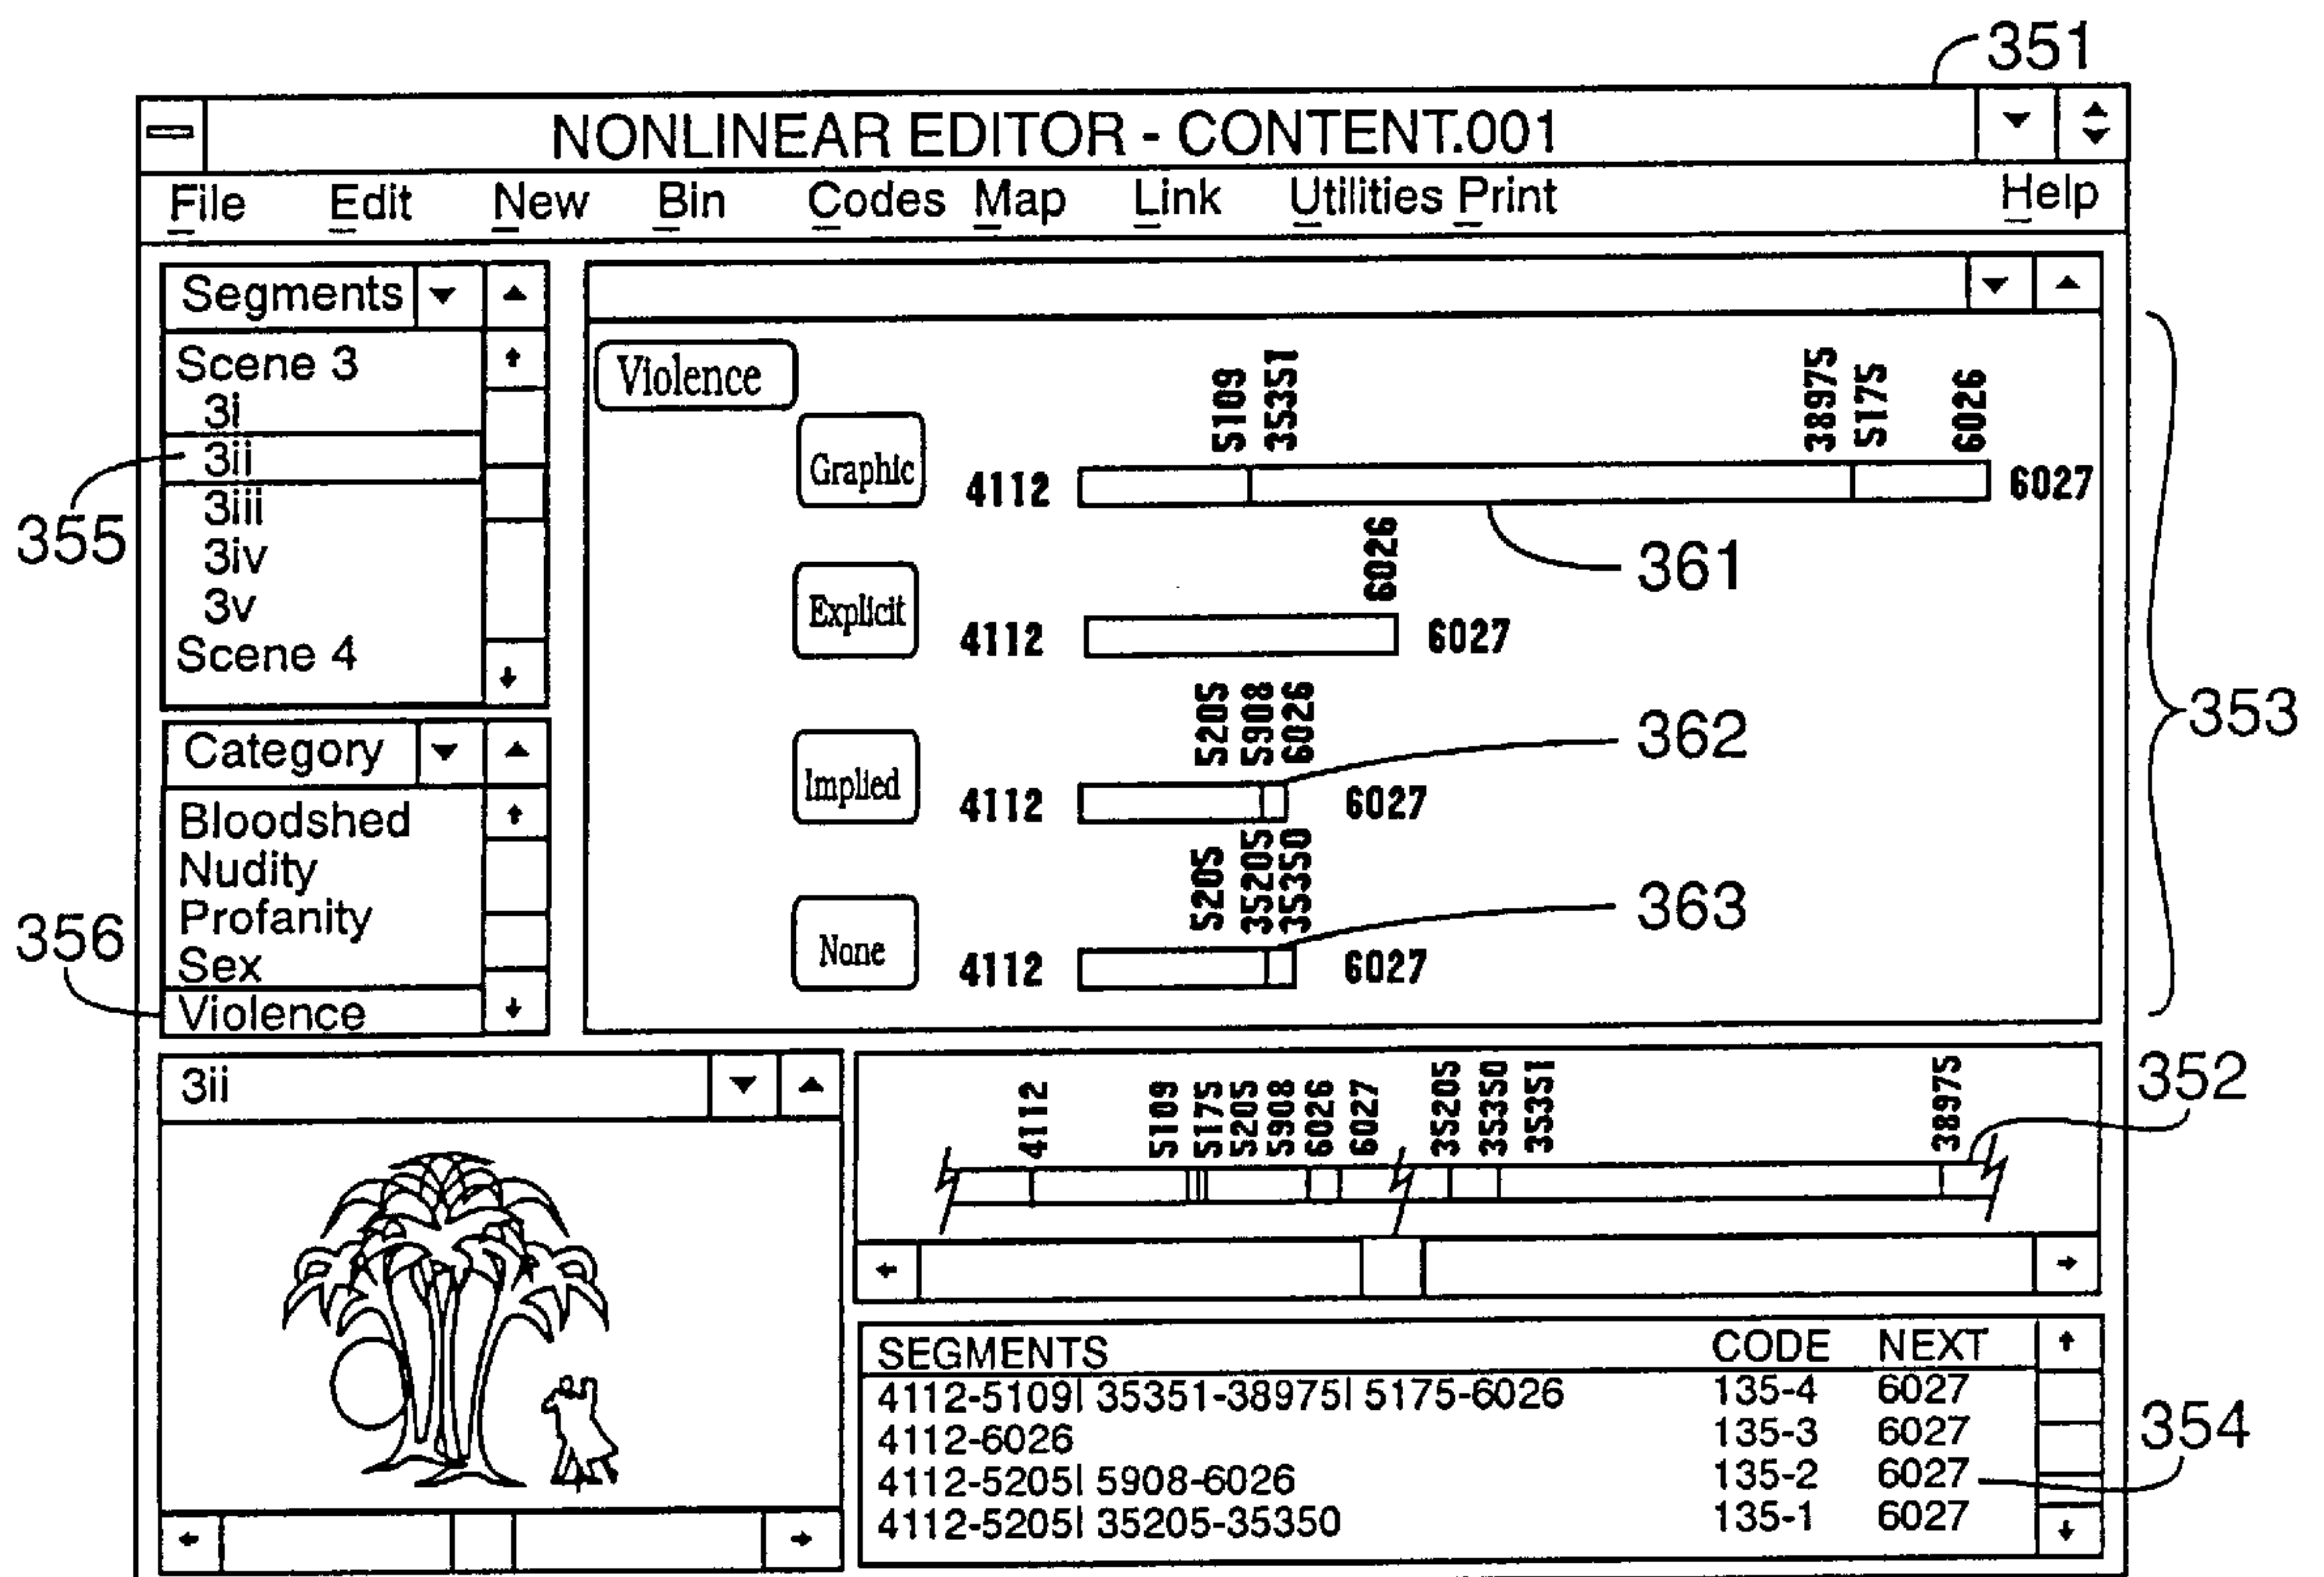 351
NONLINEAR EDITOR - CONTENT.001
File Edit New Bin Codes Map Link Utilities Print Help
Segments
Scene 3
3i
3ii
3iii
3iv
3v
Scene 4
355
Category
Bloodshed
Nudity
Profanity
Sex
Violence
356
Violence
5109 35351 38975 5175 6026
Graphic 4112 6027
361
6026
Explicit 4112 6027
5205 5908 6026
362
Implied 4112 6027
5205 35205 35350
363
None 4112 6027
353
3ii
4112 5109 5175 5205 5908 6026 6027 35205 35350 35351 38975
352
SEGMENTS CODE NEXT
4112-5109| 35351-38975| 5175-6026 135-4 6027
4112-6026 135-3 6027
4112-5205| 5908-6026 135-2 6027
4112-5205| 35205-35350 135-1 6027
354